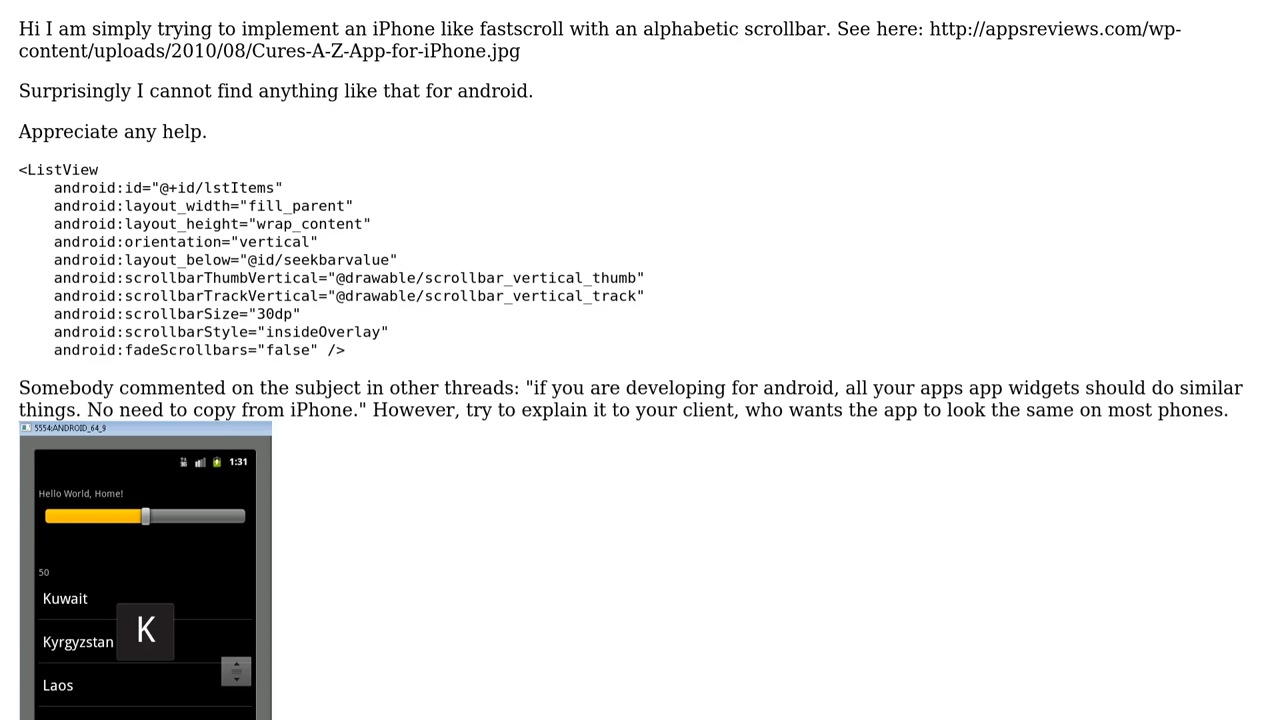 Hi I am simply trying to implement an iPhone like fastscroll with an alphabetic scrollbar. See here: http://appsreviews.com/wp-
content/uploads/2010/08/Cures-A-Z-App-for-iPhone.jpg
Surprisingly I cannot find anything like that for android.
Appreciate any help.
<ListView
    android:id="@+id/lstItems"
    android:layout_width="fill_parent"
    android:layout_height="wrap_content"
    android:orientation="vertical"
    android:layout_below="@id/seekbarvalue"
    android:scrollbarThumbVertical="@drawable/scrollbar_vertical_thumb"
    android:scrollbarTrackVertical="@drawable/scrollbar_vertical_track"
    android:scrollbarSize="30dp"
    android:scrollbarStyle="insideOverlay"
    android:fadeScrollbars="false" />
Somebody commented on the subject in other threads: "if you are developing for android, all your apps app widgets should do similar
things. No need to copy from iPhone." However, try to explain it to your client, who wants the app to look the same on most phones.
5554:ANDROID_64_9
1:31
Hello World, Home!
50
Kuwait
K
Kyrgyzstan
Laos